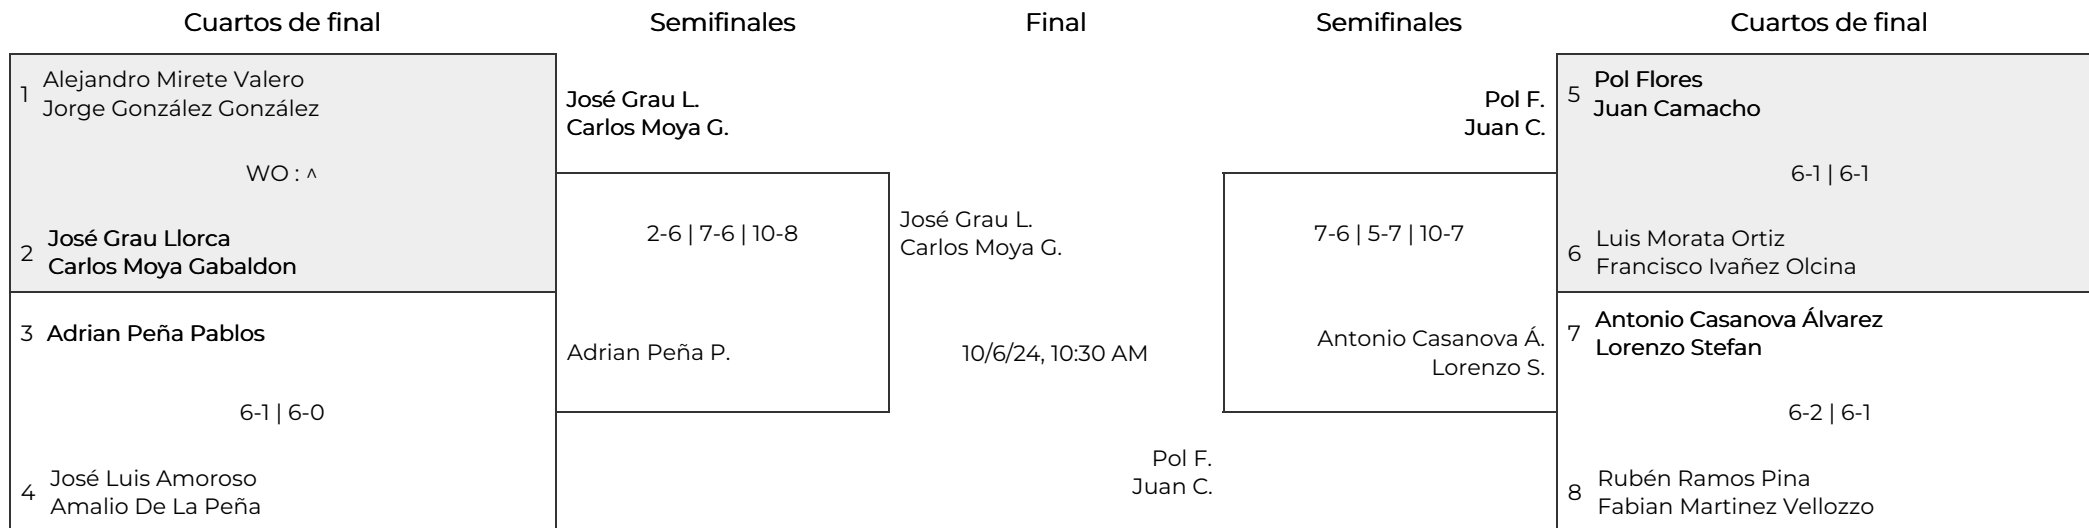 Cuartos de final
Semifinales
Final
Semifinales
Cuartos de final
1
Alejandro Mirete Valero
Jorge González González
WO : ^
2
José Grau Llorca
Carlos Moya Gabaldon
3
Adrian Peña Pablos
6-1 | 6-0
4
José Luis Amoroso
Amalio De La Peña
José Grau L.
Carlos Moya G.
2-6 | 7-6 | 10-8
Adrian Peña P.
José Grau L.
Carlos Moya G.
10/6/24, 10:30 AM
Pol F.
Juan C.
Pol F.
Juan C.
7-6 | 5-7 | 10-7
Antonio Casanova Á.
Lorenzo S.
5
Pol Flores
Juan Camacho
6-1 | 6-1
6
Luis Morata Ortiz
Francisco Ivañez Olcina
7
Antonio Casanova Álvarez
Lorenzo Stefan
6-2 | 6-1
8
Rubén Ramos Pina
Fabian Martinez Vellozzo